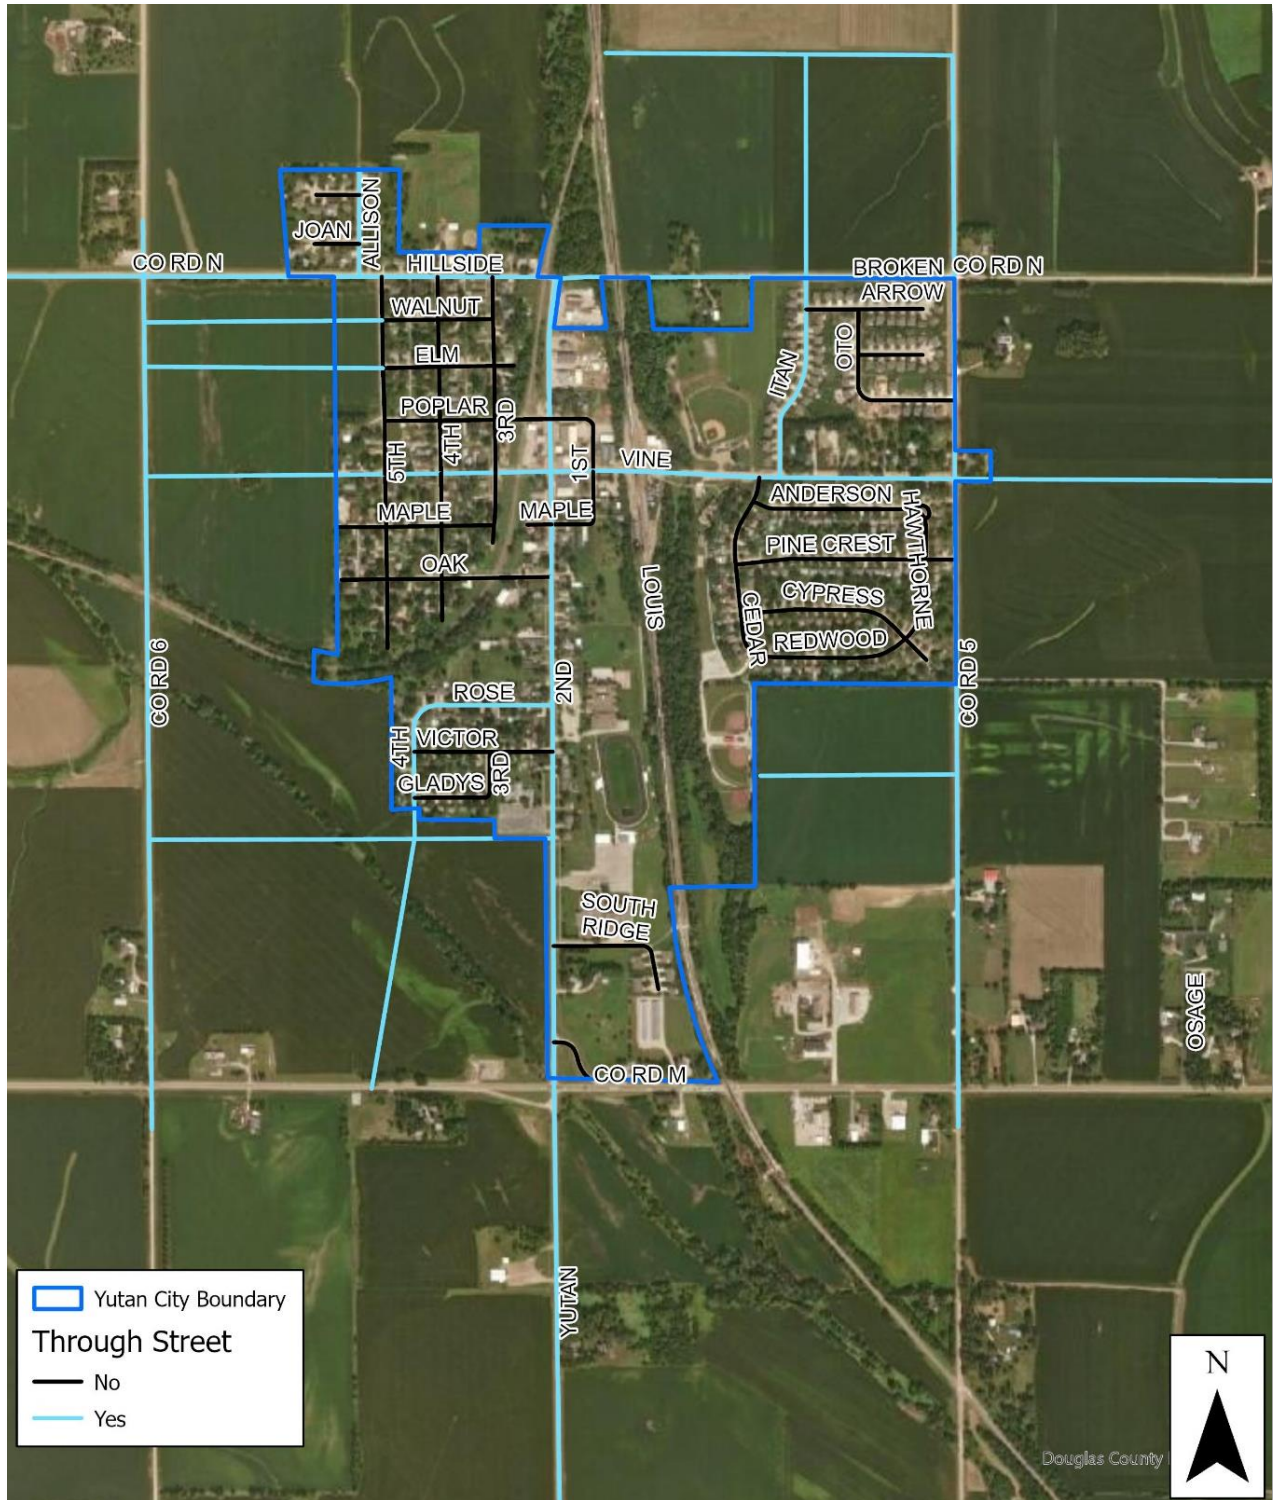 ALLISON
JOAN
CO RD N
HILLSIDE
BROKEN
ARROW
CO RD N
WALNUT
ELM
OTO
ITAN
POPLAR
3RD
4TH
5TH
1ST
VINE
ANDERSON
HAWTHORNE
MAPLE
MAPLE
PINE CREST
OAK
LOUIS
CYPRESS
CEDAR
REDWOOD
CO RD 6
2ND
CO RD 5
ROSE
4TH
VICTOR
3RD
GLADYS
SOUTH
RIDGE
OSAGE
CO RD M
YUTAN
Yutan City Boundary
Through Street
No
Yes
N
Douglas County